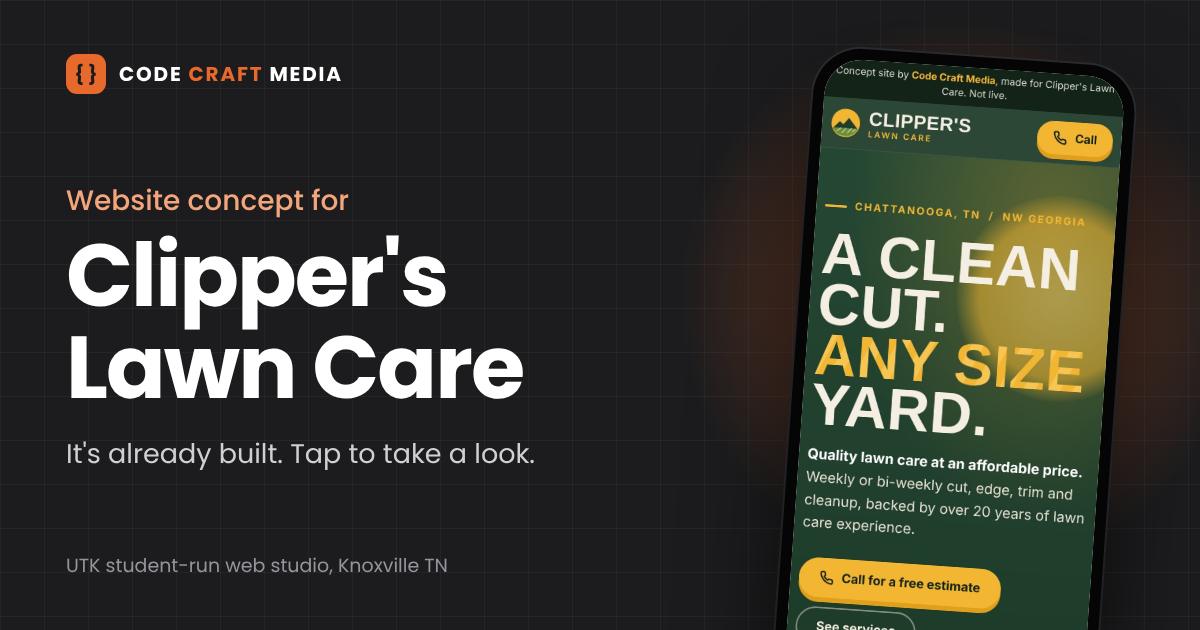 { } CODE CRAFT MEDIA
Website concept for
Clipper's
Lawn Care
It's already built. Tap to take a look.
UTK student-run web studio, Knoxville TN
Concept site by Code Craft Media, made for Clipper's Lawn
Care. Not live.
CLIPPER'S
LAWN CARE
Call
CHATTANOOGA, TN / NW GEORGIA
A CLEAN
CUT.
ANY SIZE
YARD.
Quality lawn care at an affordable price.
Weekly or bi-weekly cut, edge, trim and
cleanup, backed by over 20 years of lawn
care experience.
Call for a free estimate
See services